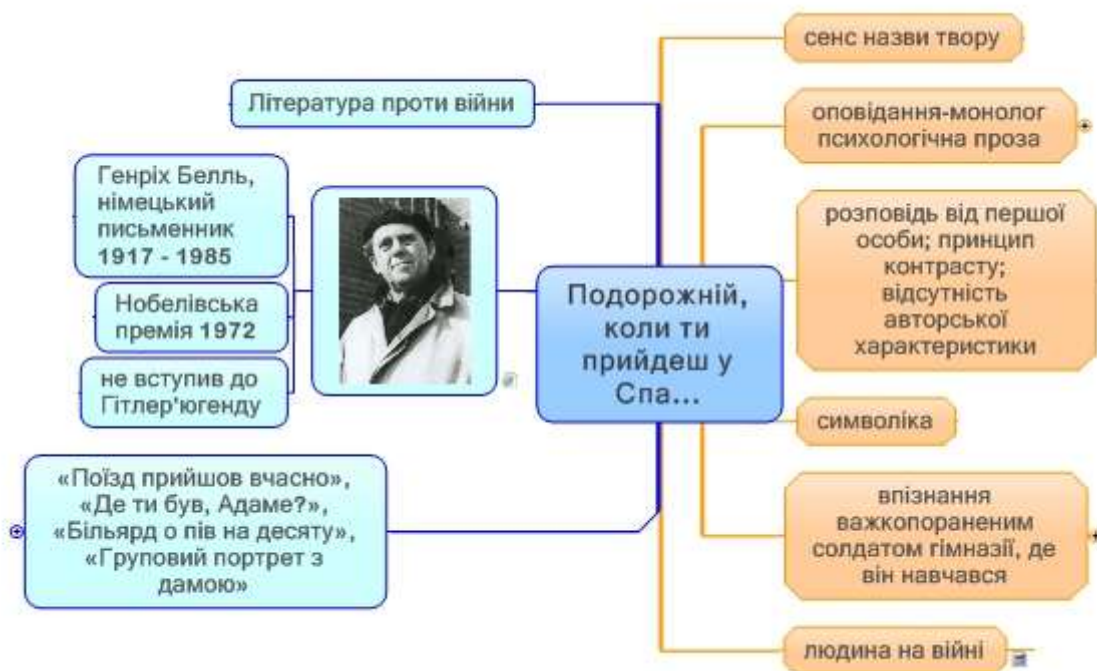 Література проти війни
Генріх Белль,
німецький
письменник
1917 - 1985
Нобелівська
премія 1972
не вступив до
Гітлер'югенду
«Поїзд прийшов вчасно»,
«Де ти був, Адаме?»,
«Більярд о пів на десяту»,
«Груповий портрет з
дамою»
Подорожній,
коли ти
прийдеш у
Спа...
сенс назви твору
оповідання-монолог
психологічна проза
розповідь від першої
особи; принцип
контрасту;
відсутність
авторської
характеристики
символіка
впізнання
важкопораненим
солдатом гімназії, де
він навчався
людина на війні